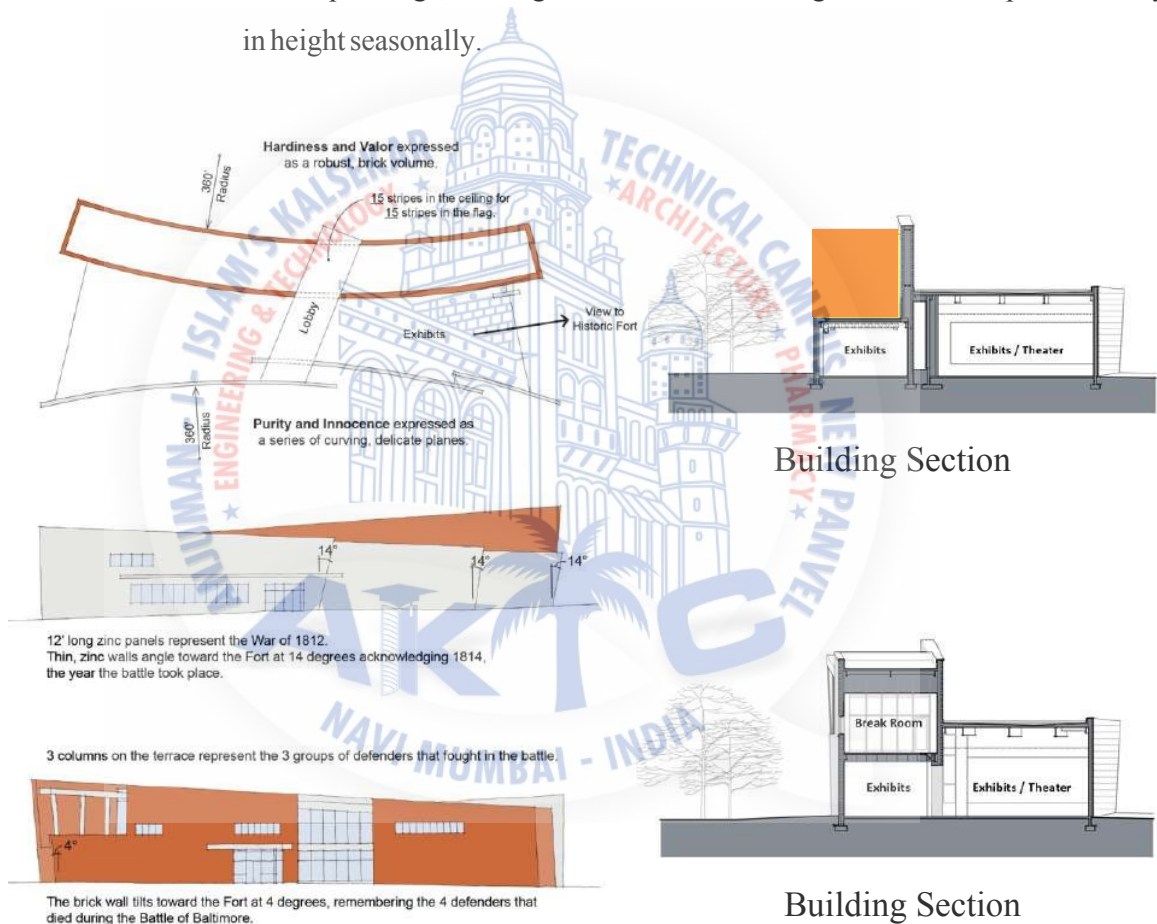 in height seasonally.
Hardiness and Valor expressed
as a robust, brick volume.
360'
Radius
15 stripes in the ceiling for
15 stripes in the flag.
Lobby
Exhibits
View to
Historic Fort
360'
Radius
Purity and Innocence expressed as
a series of curving, delicate planes.
14°
14°
14°
12' long zinc panels represent the War of 1812.
Thin, zinc walls angle toward the Fort at 14 degrees acknowledging 1814,
the year the battle took place.
3 columns on the terrace represent the 3 groups of defenders that fought in the battle.
4°
The brick wall tilts toward the Fort at 4 degrees, remembering the 4 defenders that
died during the Battle of Baltimore.
Exhibits
Exhibits / Theater
Building Section
Break Room
Exhibits
Exhibits / Theater
Building Section
ANJUMAN - I - ISLAM'S KALSEKAR TECHNICAL CAMPUS NEW PANVEL
ENGINEERING & TECHNOLOGY ARCHITECTURE PHARMACY
AKTC
NAVI MUMBAI - INDIA